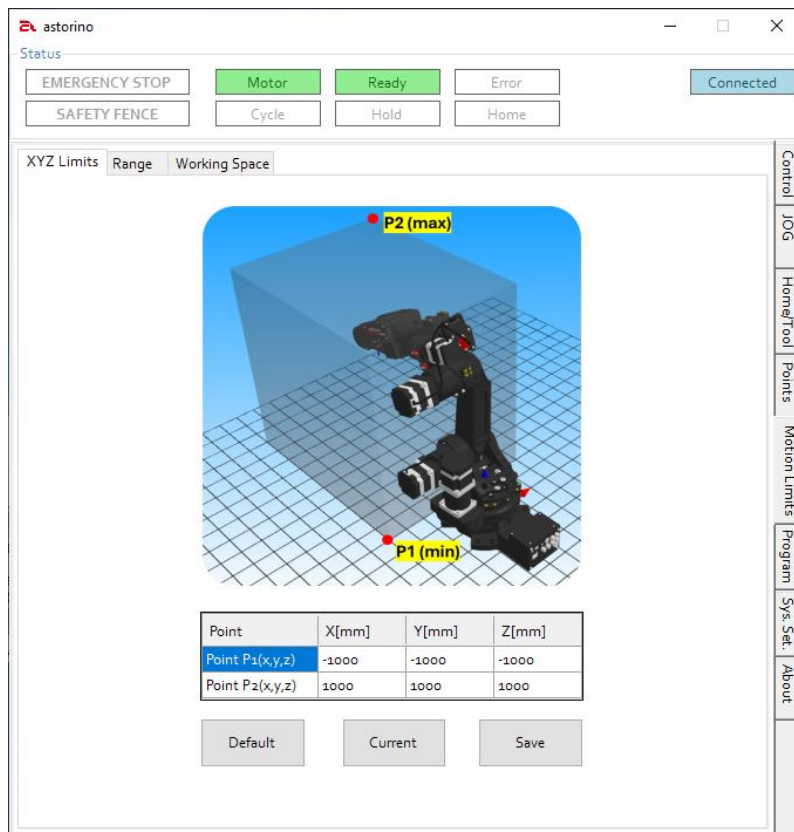 astorino
Status
EMERGENCY STOP Motor Ready Error Connected
SAFETY FENCE Cycle Hold Home
XYZ Limits Range Working Space
P2 (max)
P1 (min)
Point X[mm] Y[mm] Z[mm]
Point P1(x,y,z) -1000 -1000 -1000
Point P2(x,y,z) 1000 1000 1000
Default Current Save
Control
JOG
Home/Tool
Points
Motion Limits
Program
Sys. Set.
About